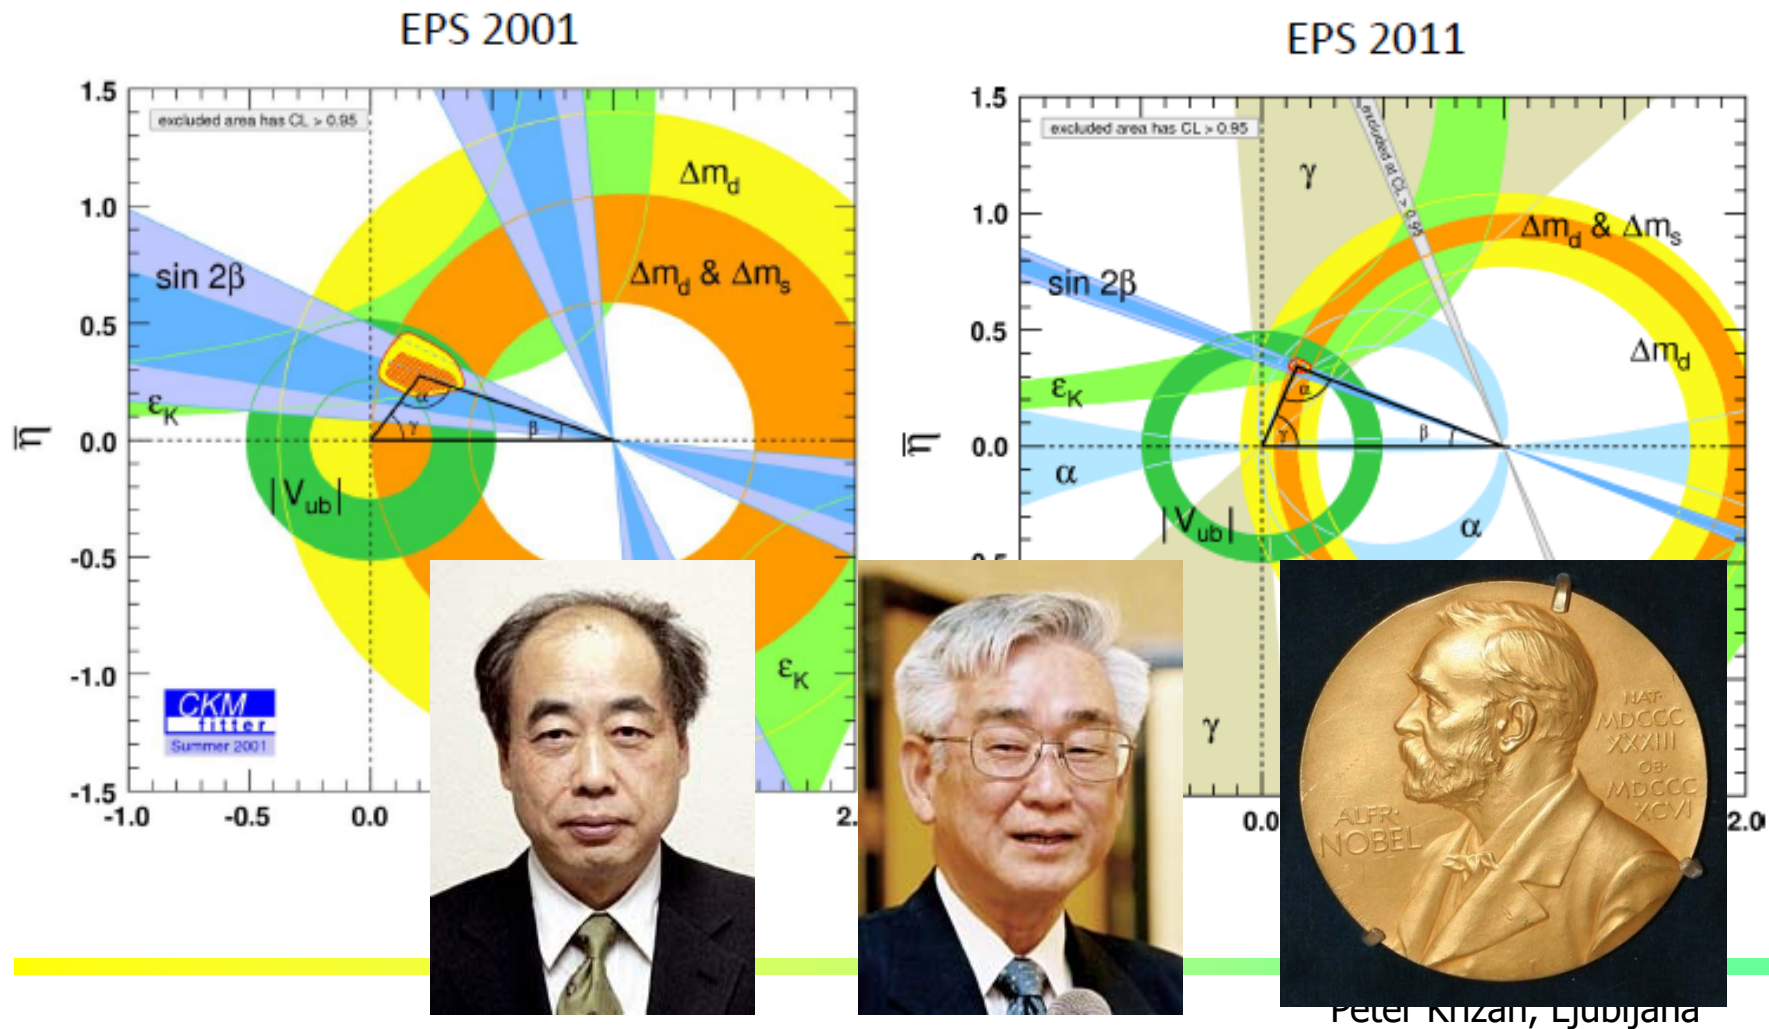 EPS 2001
EPS 2011
1.5
1.0
0.5
0.0
-0.5
-1.0
-1.5
-1.0
-0.5
0.0
2.
η
excluded area has CL > 0.95
Δm_d
Δm_d & Δm_s
sin 2β
ε_K
α
γ
β
|V_ub|
ε_K
CKM
fitter
Summer 2001
1.5
1.0
0.5
0.0
0.0
2.0
η
excluded area has CL > 0.95
excluded at CL > 0.95
γ
Δm_d & Δm_s
sin 2β
Δm_d
ε_K
α
α
γ
β
|V_ub|
α
γ
ALFR·
NOBEL
NAT·
MDCCC
XXXIII
OB·
MDCCC
XCVI
Peter Križan, Ljubljana